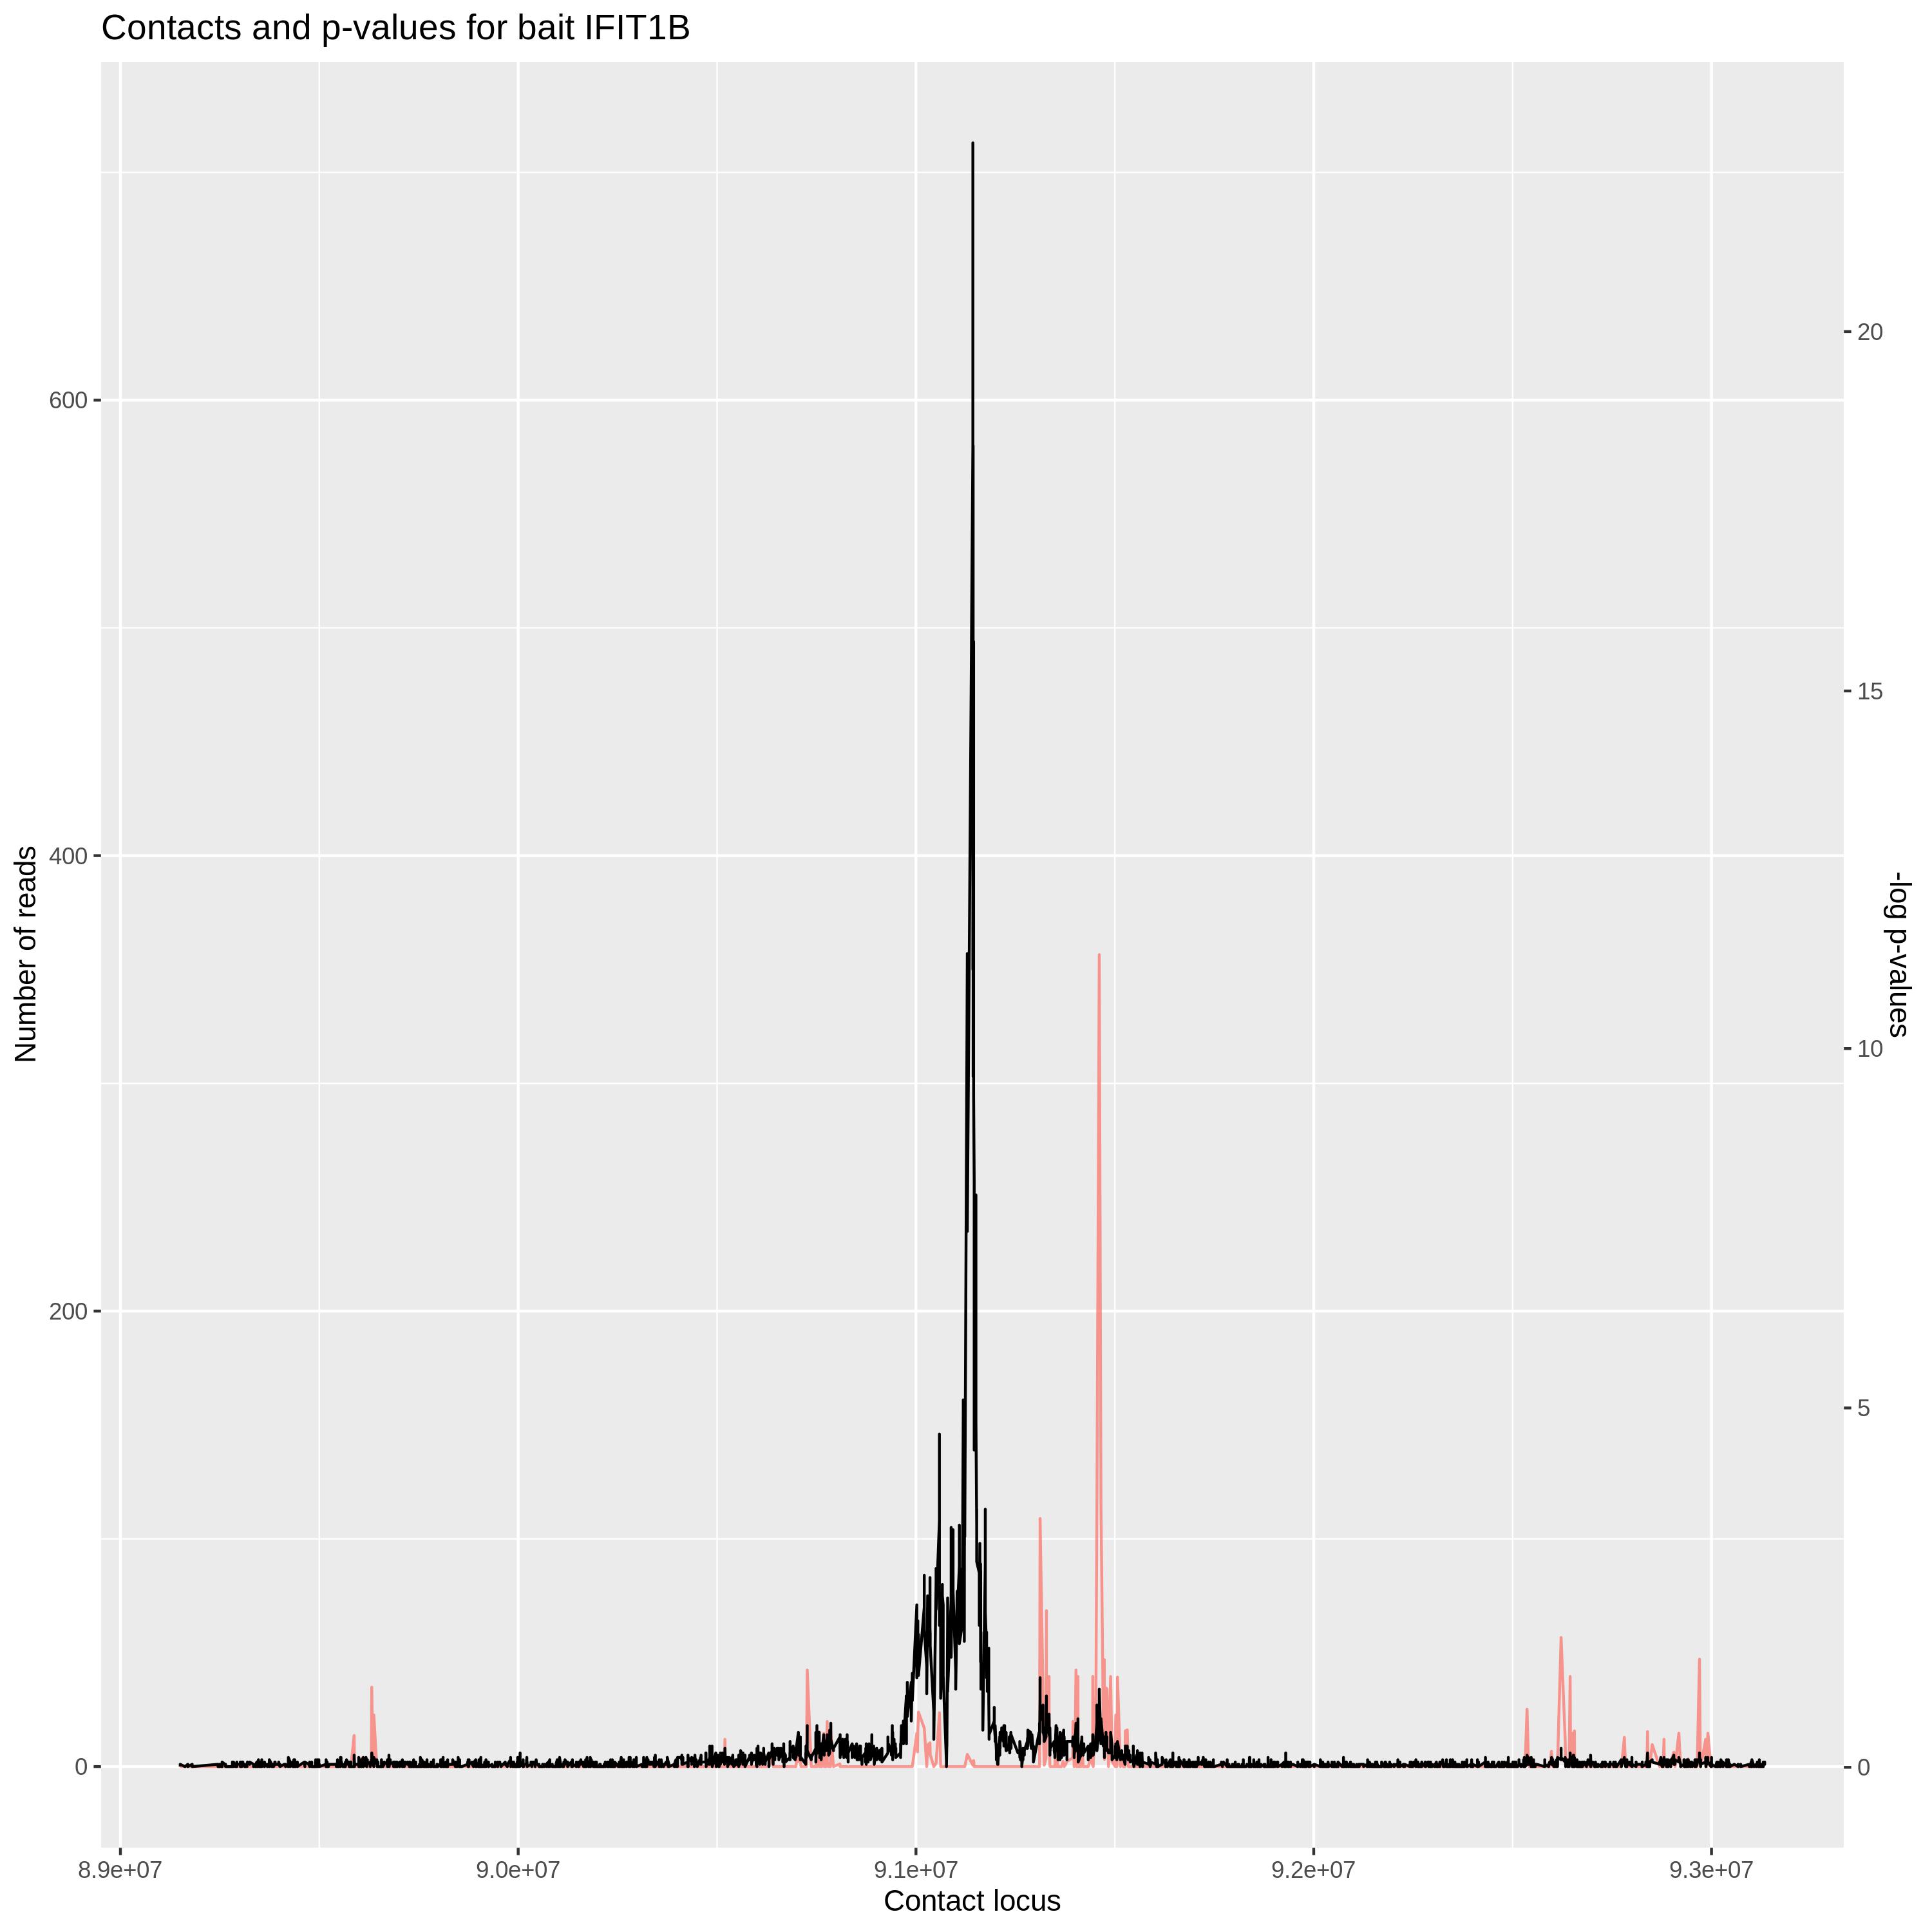 Contacts and p-values for bait IFIT1B
Number of reads
600
400
200
0
20
15
10
5
0
-log p-values
8.9e+07
9.0e+07
9.1e+07
9.2e+07
9.3e+07
Contact locus